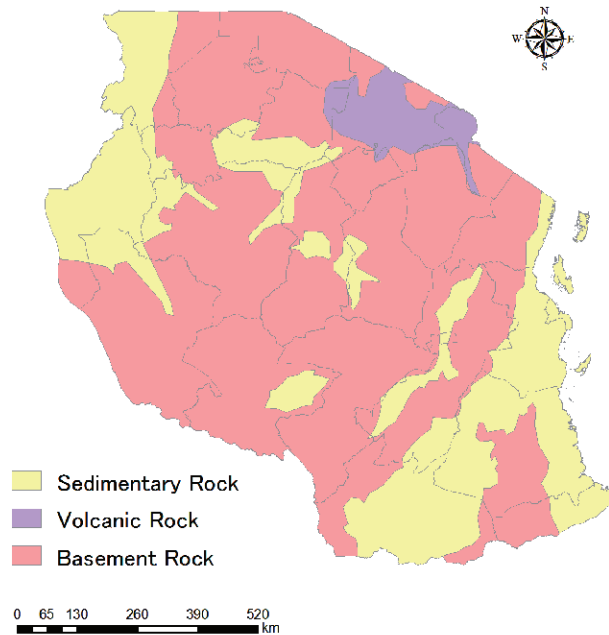 N
W
E
S
Sedimentary Rock
Volcanic Rock
Basement Rock
0 65 130 260 390 520
km